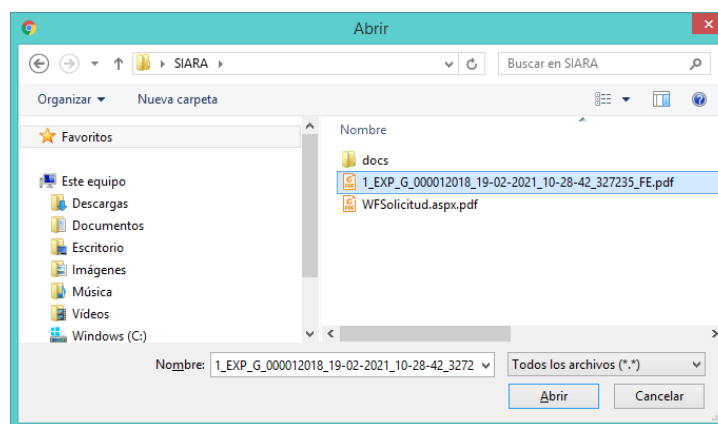 Abrir
SIARA
Buscar en SIARA
Organizar
Nueva carpeta
Favoritos
Este equipo
Descargas
Documentos
Escritorio
Imágenes
Música
Vídeos
Windows (C:)
Nombre
docs
1_EXP_G_000012018_19-02-2021_10-28-42_327235_FE.pdf
WFSolicitud.aspx.pdf
Nombre: 1_EXP_G_000012018_19-02-2021_10-28-42_3272
Todos los archivos (*.*)
Abrir
Cancelar